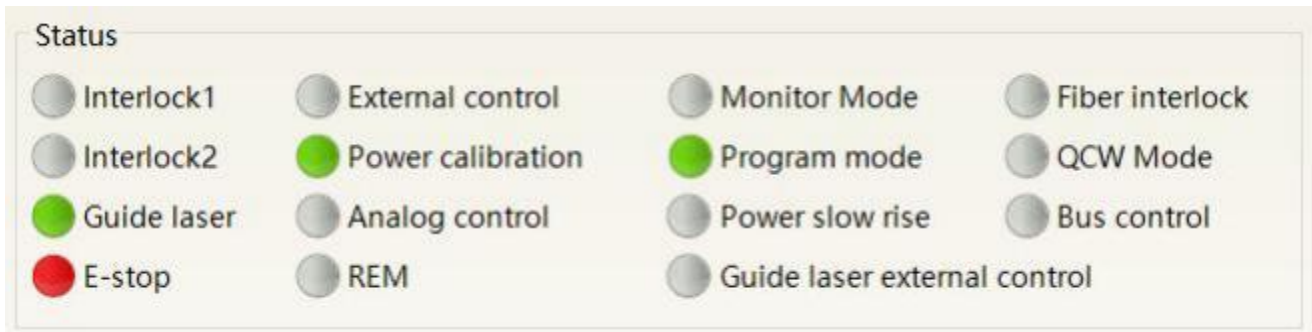 Status
Interlock1 External control Monitor Mode Fiber interlock
Interlock2 Power calibration Program mode QCW Mode
Guide laser Analog control Power slow rise Bus control
E-stop REM Guide laser external control